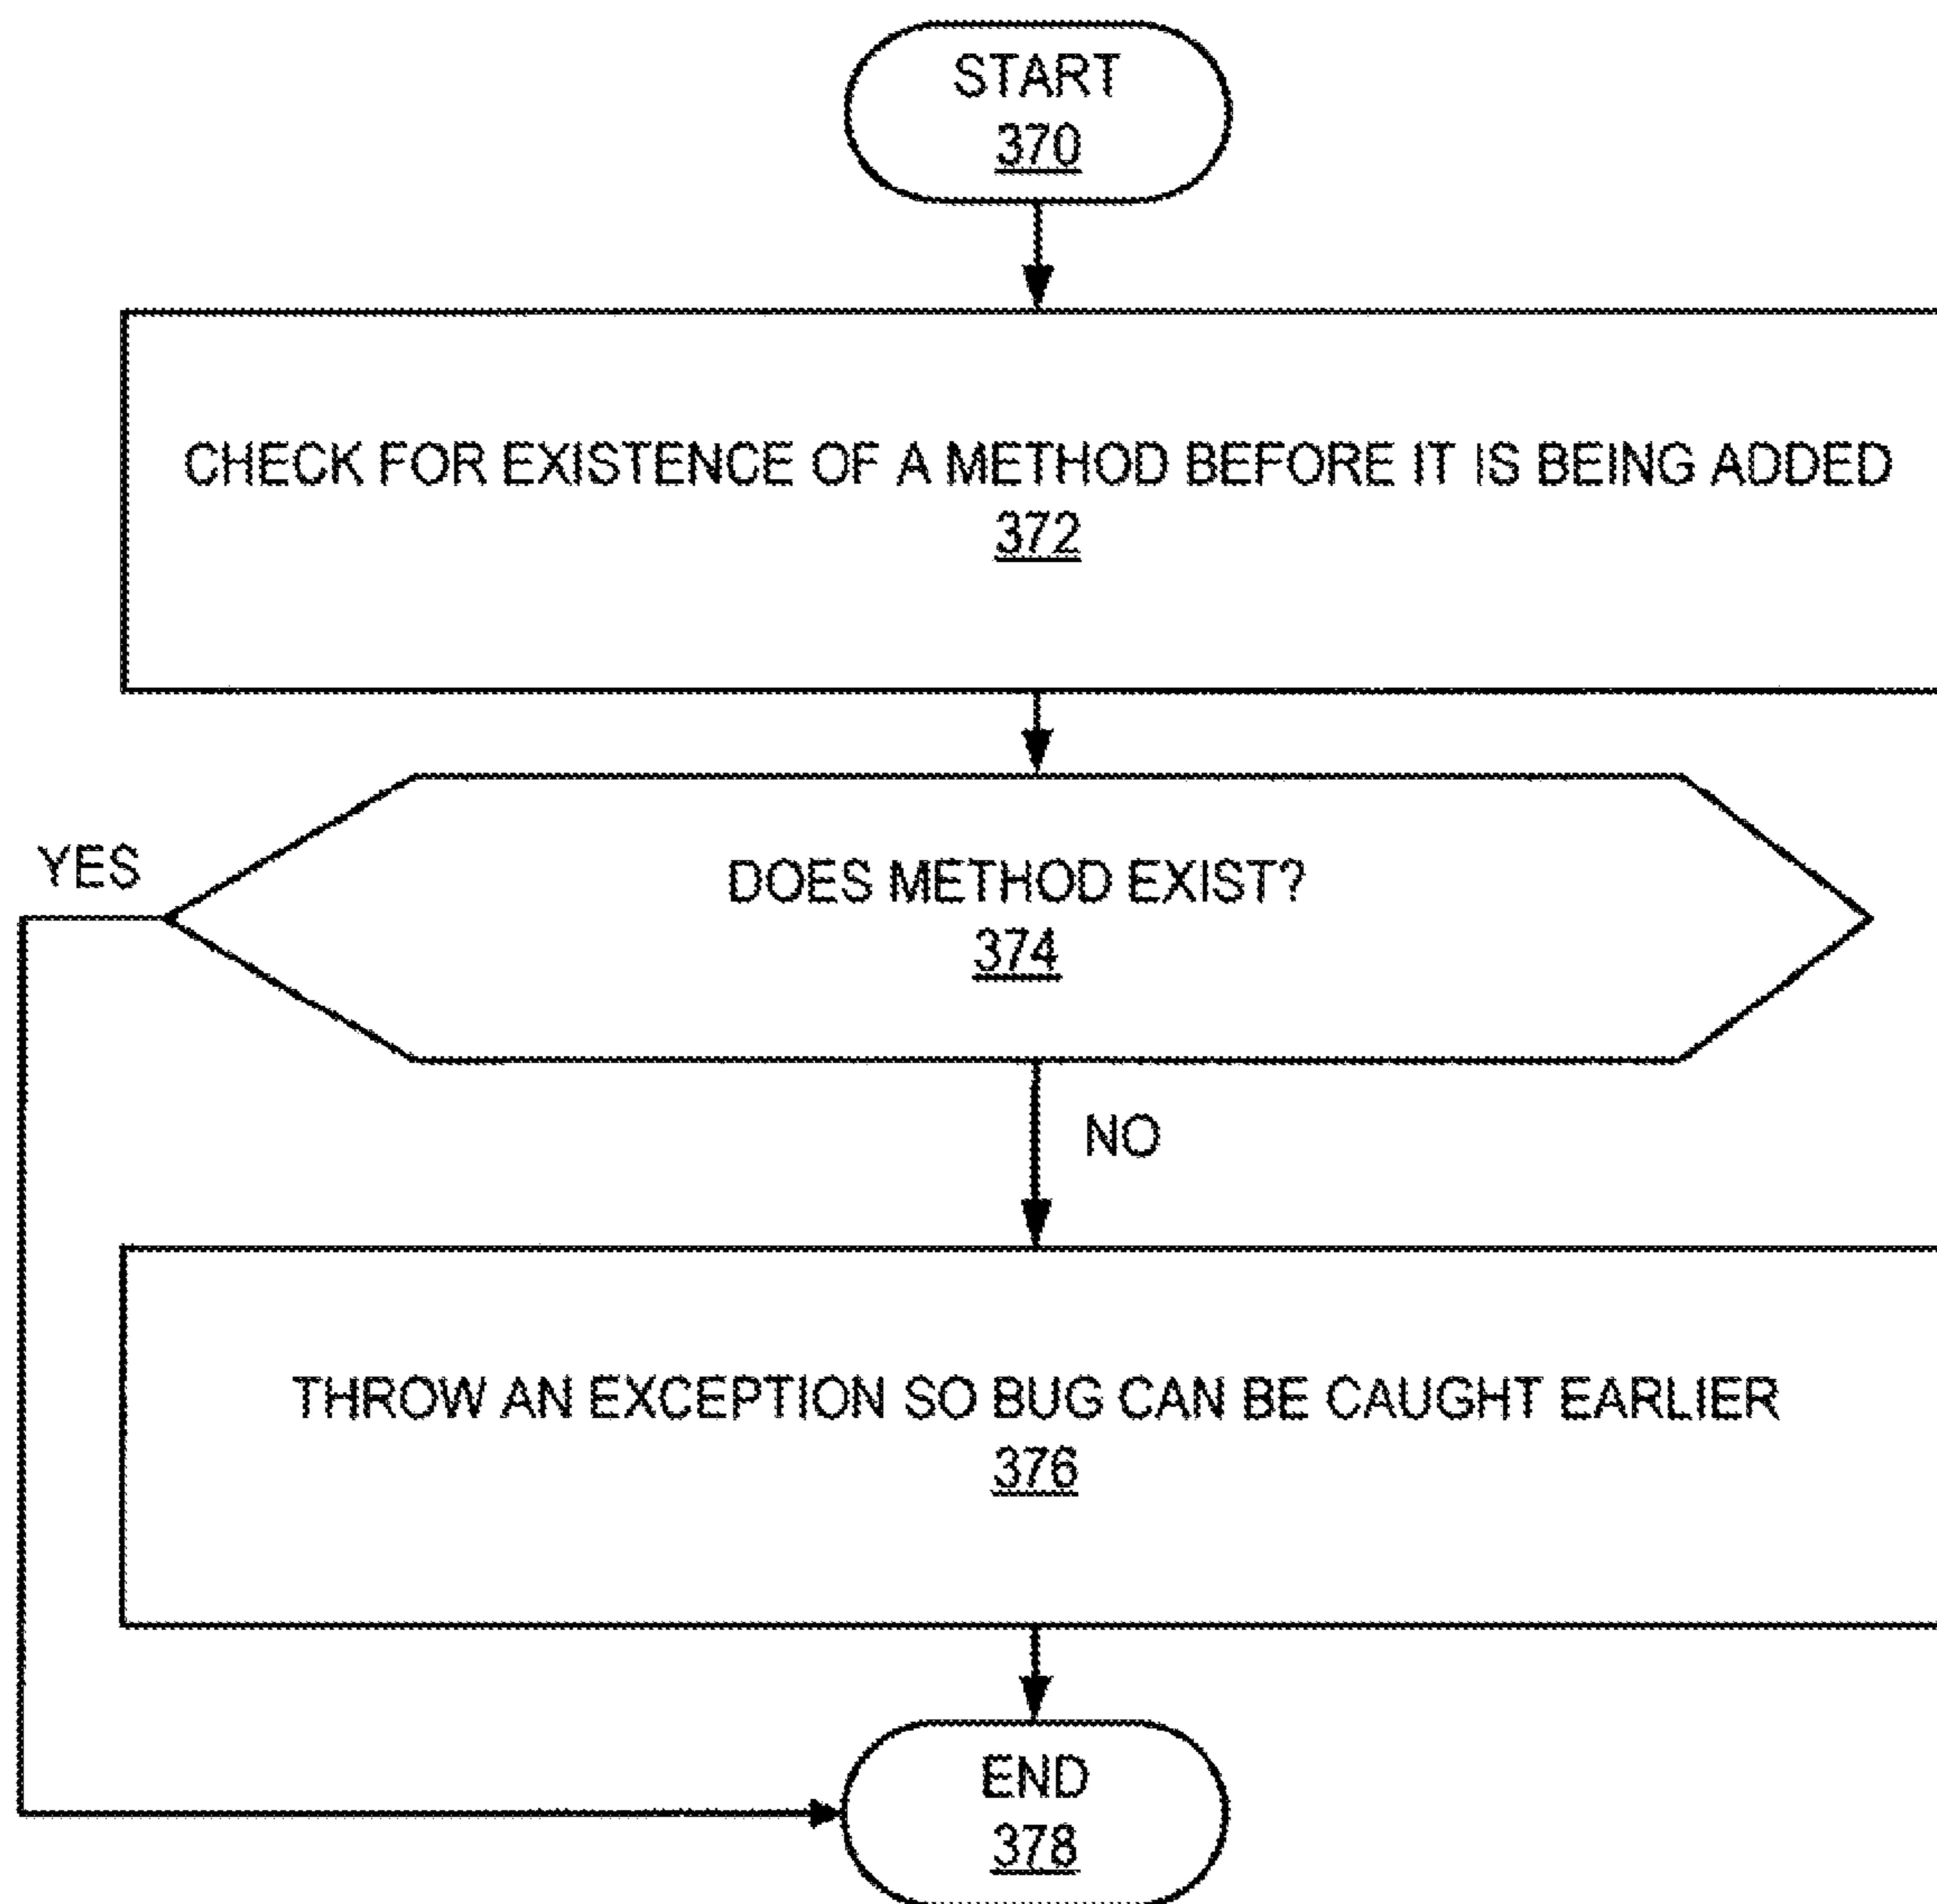 START
370
CHECK FOR EXISTENCE OF A METHOD BEFORE IT IS BEING ADDED
372
YES
DOES METHOD EXIST?
374
NO
THROW AN EXCEPTION SO BUG CAN BE CAUGHT EARLIER
376
END
378